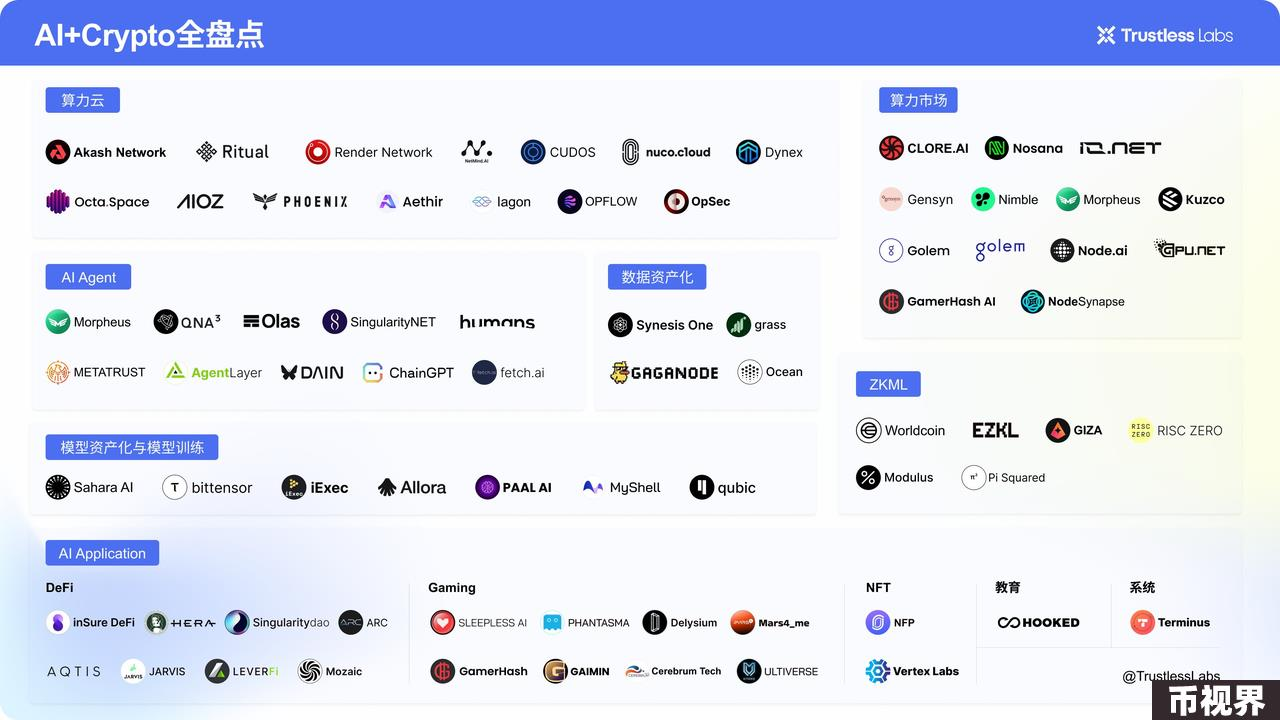 AI+Crypto全盘点
Trustless Labs
算力云
Akash Network Ritual Render Network NetMind.AI CUDOS nuco.cloud Dynex
Octa.Space AIOZ PHOENIX Aethir lagon OPFLOW OpSec
算力市场
CLORE.AI Nosana IO.NET
Gensyn Nimble Morpheus Kuzco
Golem golem Node.ai GPU.NET
GamerHash AI NodeSynapse
AI Agent
Morpheus QNA3 Olas SingularityNET humans
METATRUST AgentLayer DAIN ChainGPT fetch.ai
数据资产化
Synesis One grass
GAGANODE Ocean
ZKML
Worldcoin EZKL GIZA RISC ZERO RISC ZERO
Modulus Pi Squared
模型资产化与模型训练
Sahara AI bittensor iExec iExec Allora PAAL AI MyShell qubic
AI Application
DeFi
inSure DeFi HERA Singularitydao ARC ARC
AQTIS JARVIS JARVIS LEVERFI Mozaic
Gaming
SLEEPLESS AI PHANTASMA Delysium Mars4_me
GamerHash GAIMIN Cerebrum Tech ULTIVERSE
NFT
NFP
Vertex Labs
教育
HOOKED
系统
Terminus
@TrustlessLabs
币视界